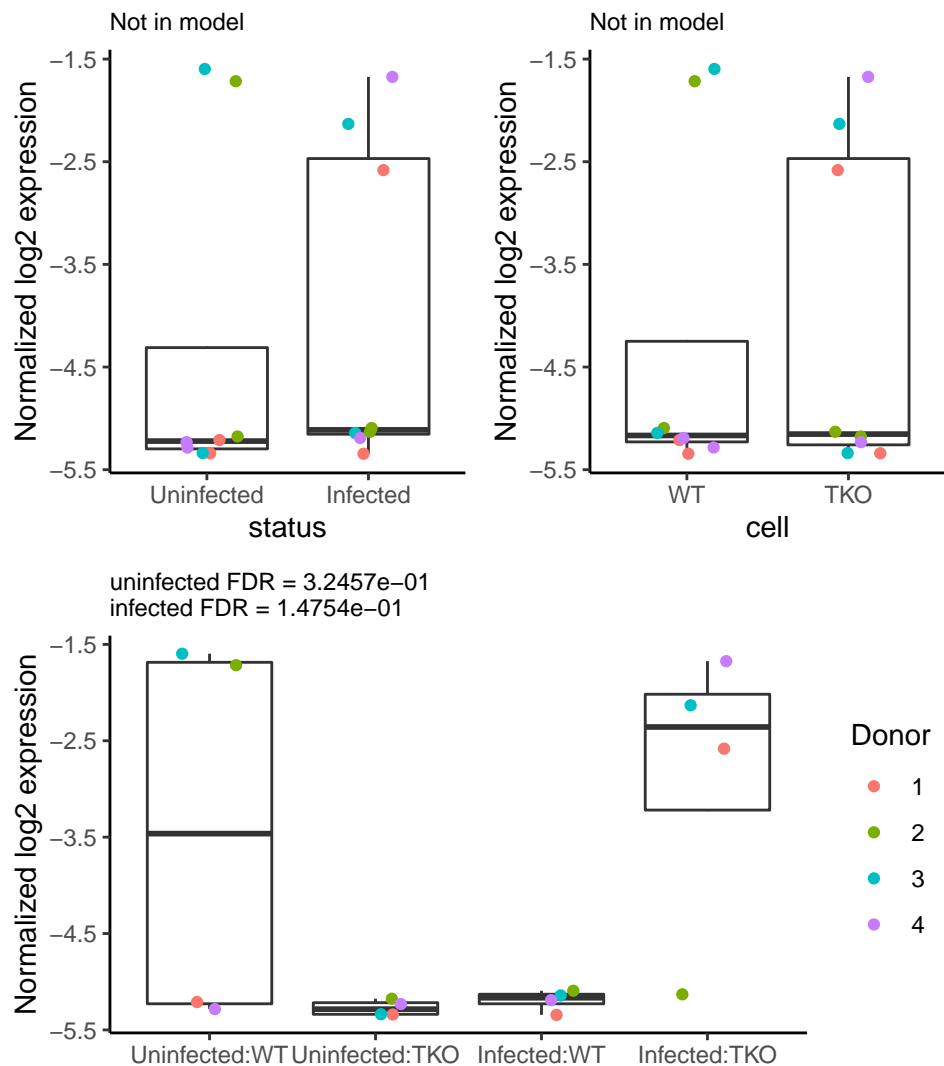 Not in model
Normalized log2 expression
−1.5
−2.5
−3.5
−4.5
−5.5
Uninfected Infected
status
Not in model
Normalized log2 expression
−1.5
−2.5
−3.5
−4.5
−5.5
WT TKO
cell
uninfected FDR = 3.2457e−01
infected FDR = 1.4754e−01
Normalized log2 expression
−1.5
−2.5
−3.5
−4.5
−5.5
Uninfected:WT Uninfected:TKO Infected:WT Infected:TKO
Donor
1
2
3
4